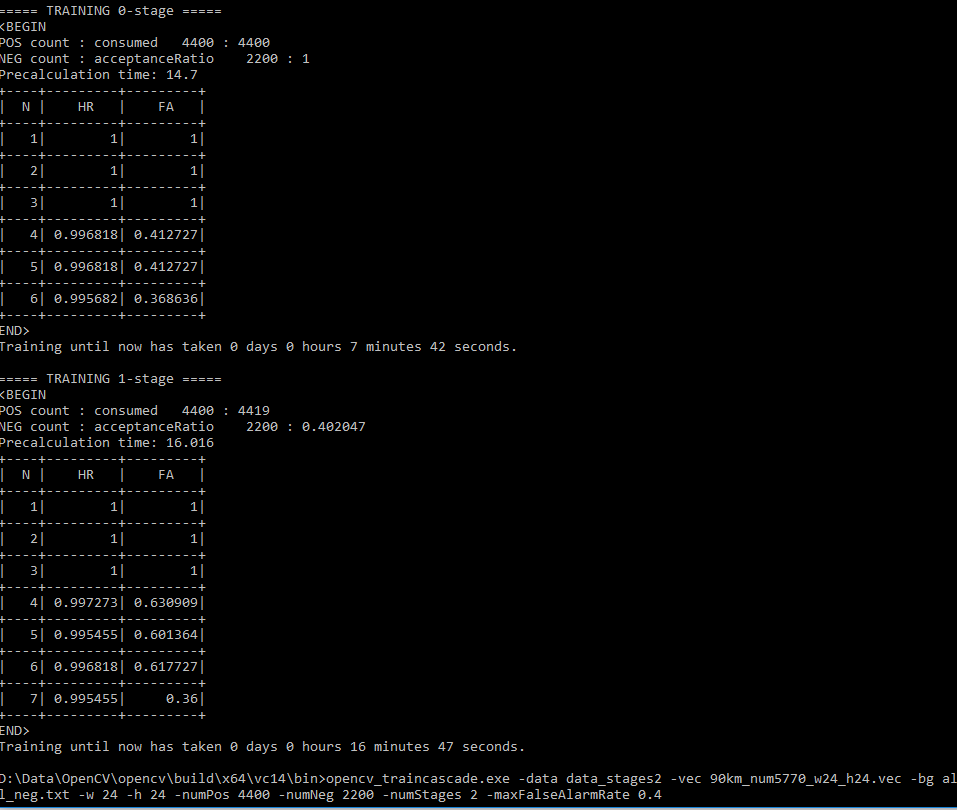 ===== TRAINING 0-stage =====
<BEGIN
POS count : consumed   4400 : 4400
NEG count : acceptanceRatio    2200 : 1
Precalculation time: 14.7
+----+---------+---------+
|  N |    HR   |    FA   |
+----+---------+---------+
|   1|        1|        1|
+----+---------+---------+
|   2|        1|        1|
+----+---------+---------+
|   3|        1|        1|
+----+---------+---------+
|   4| 0.996818| 0.412727|
+----+---------+---------+
|   5| 0.996818| 0.412727|
+----+---------+---------+
|   6| 0.995682| 0.368636|
+----+---------+---------+
END>
Training until now has taken 0 days 0 hours 7 minutes 42 seconds.

===== TRAINING 1-stage =====
<BEGIN
POS count : consumed   4400 : 4419
NEG count : acceptanceRatio    2200 : 0.402047
Precalculation time: 16.016
+----+---------+---------+
|  N |    HR   |    FA   |
+----+---------+---------+
|   1|        1|        1|
+----+---------+---------+
|   2|        1|        1|
+----+---------+---------+
|   3|        1|        1|
+----+---------+---------+
|   4| 0.997273| 0.630909|
+----+---------+---------+
|   5| 0.995455| 0.601364|
+----+---------+---------+
|   6| 0.996818| 0.617727|
+----+---------+---------+
|   7| 0.995455|     0.36|
+----+---------+---------+
END>
Training until now has taken 0 days 0 hours 16 minutes 47 seconds.

D:\Data\OpenCV\opencv\build\x64\vc14\bin>opencv_traincascade.exe -data data_stages2 -vec 90km_num5770_w24_h24.vec -bg al
l_neg.txt -w 24 -h 24 -numPos 4400 -numNeg 2200 -numStages 2 -maxFalseAlarmRate 0.4